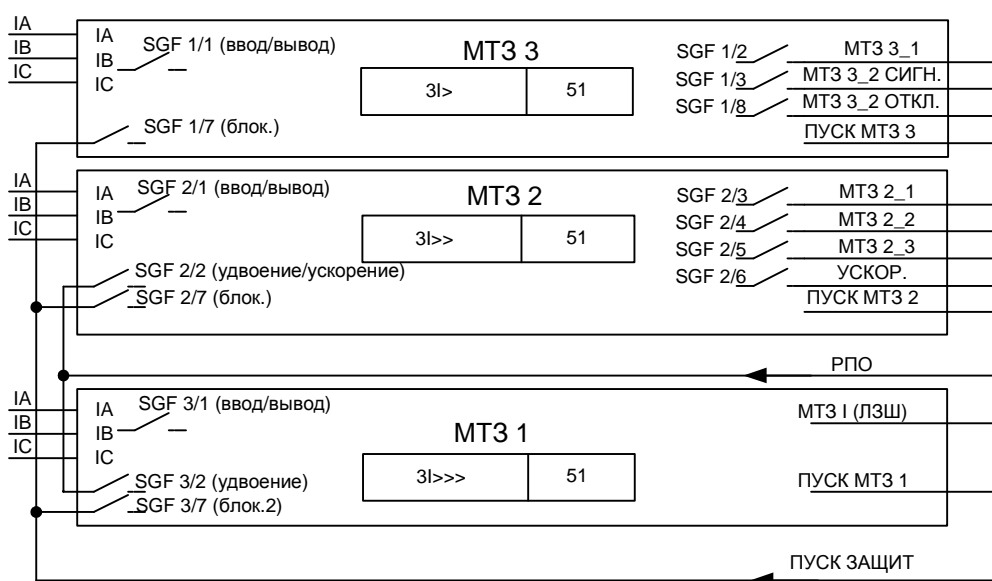 IA
IB
IC
IA
IB
IC
SGF 1/1 (ввод/вывод)
МТЗ 3
3I>
51
SGF 1/2
МТЗ 3_1
SGF 1/3
МТЗ 3_2 СИГН.
SGF 1/8
МТЗ 3_2 ОТКЛ.
SGF 1/7 (блок.)
ПУСК МТЗ 3
IA
IB
IC
IA
IB
IC
SGF 2/1 (ввод/вывод)
МТЗ 2
3I>>
51
SGF 2/3
МТЗ 2_1
SGF 2/4
МТЗ 2_2
SGF 2/5
МТЗ 2_3
SGF 2/6
УСКОР.
SGF 2/2 (удвоение/ускорение)
SGF 2/7 (блок.)
ПУСК МТЗ 2
РПО
IA
IB
IC
IA
IB
IC
SGF 3/1 (ввод/вывод)
МТЗ 1
3I>>>
51
МТЗ I (ЛЗШ)
SGF 3/2 (удвоение)
SGF 3/7 (блок.2)
ПУСК МТЗ 1
ПУСК ЗАЩИТ